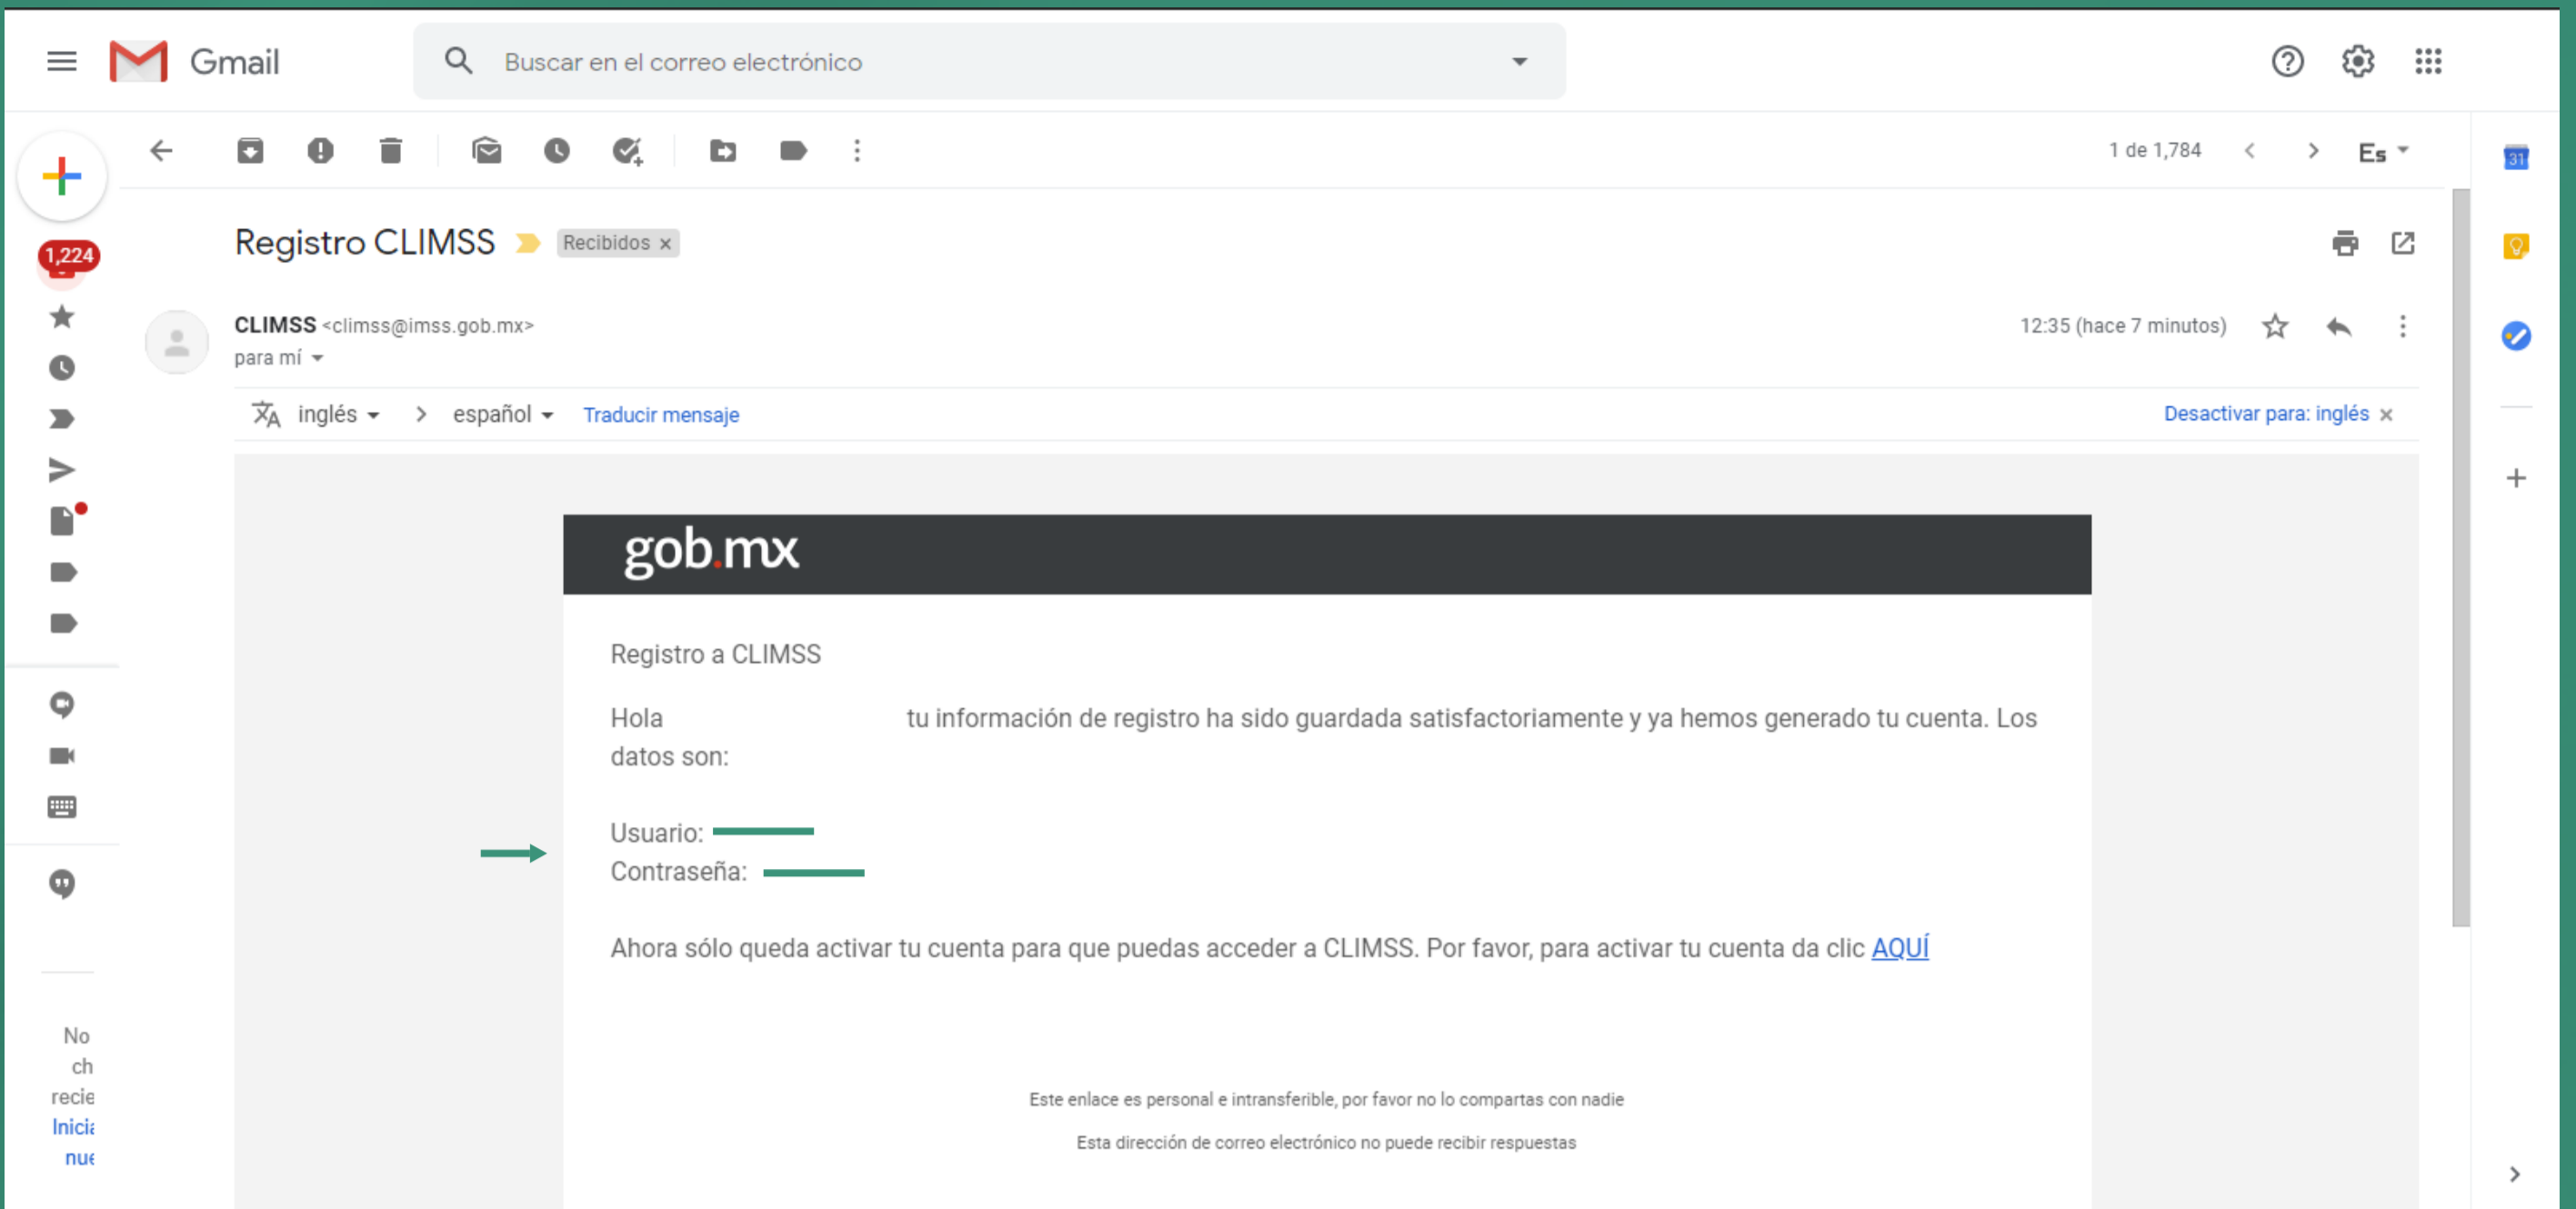 Gmail
Buscar en el correo electrónico
1 de 1,784
Es
1,224
Registro CLIMSS
Recibidos x
CLIMSS <climss@imss.gob.mx>
12:35 (hace 7 minutos)
para mí
inglés > español Traducir mensaje
Desactivar para: inglés x
31
gob.mx
Registro a CLIMSS
Hola tu información de registro ha sido guardada satisfactoriamente y ya hemos generado tu cuenta. Los
datos son:
Usuario:
Contraseña:
Ahora sólo queda activar tu cuenta para que puedas acceder a CLIMSS. Por favor, para activar tu cuenta da clic AQUÍ
Este enlace es personal e intransferible, por favor no lo compartas con nadie
Esta dirección de correo electrónico no puede recibir respuestas
No
ch
recie
Inicia
nue